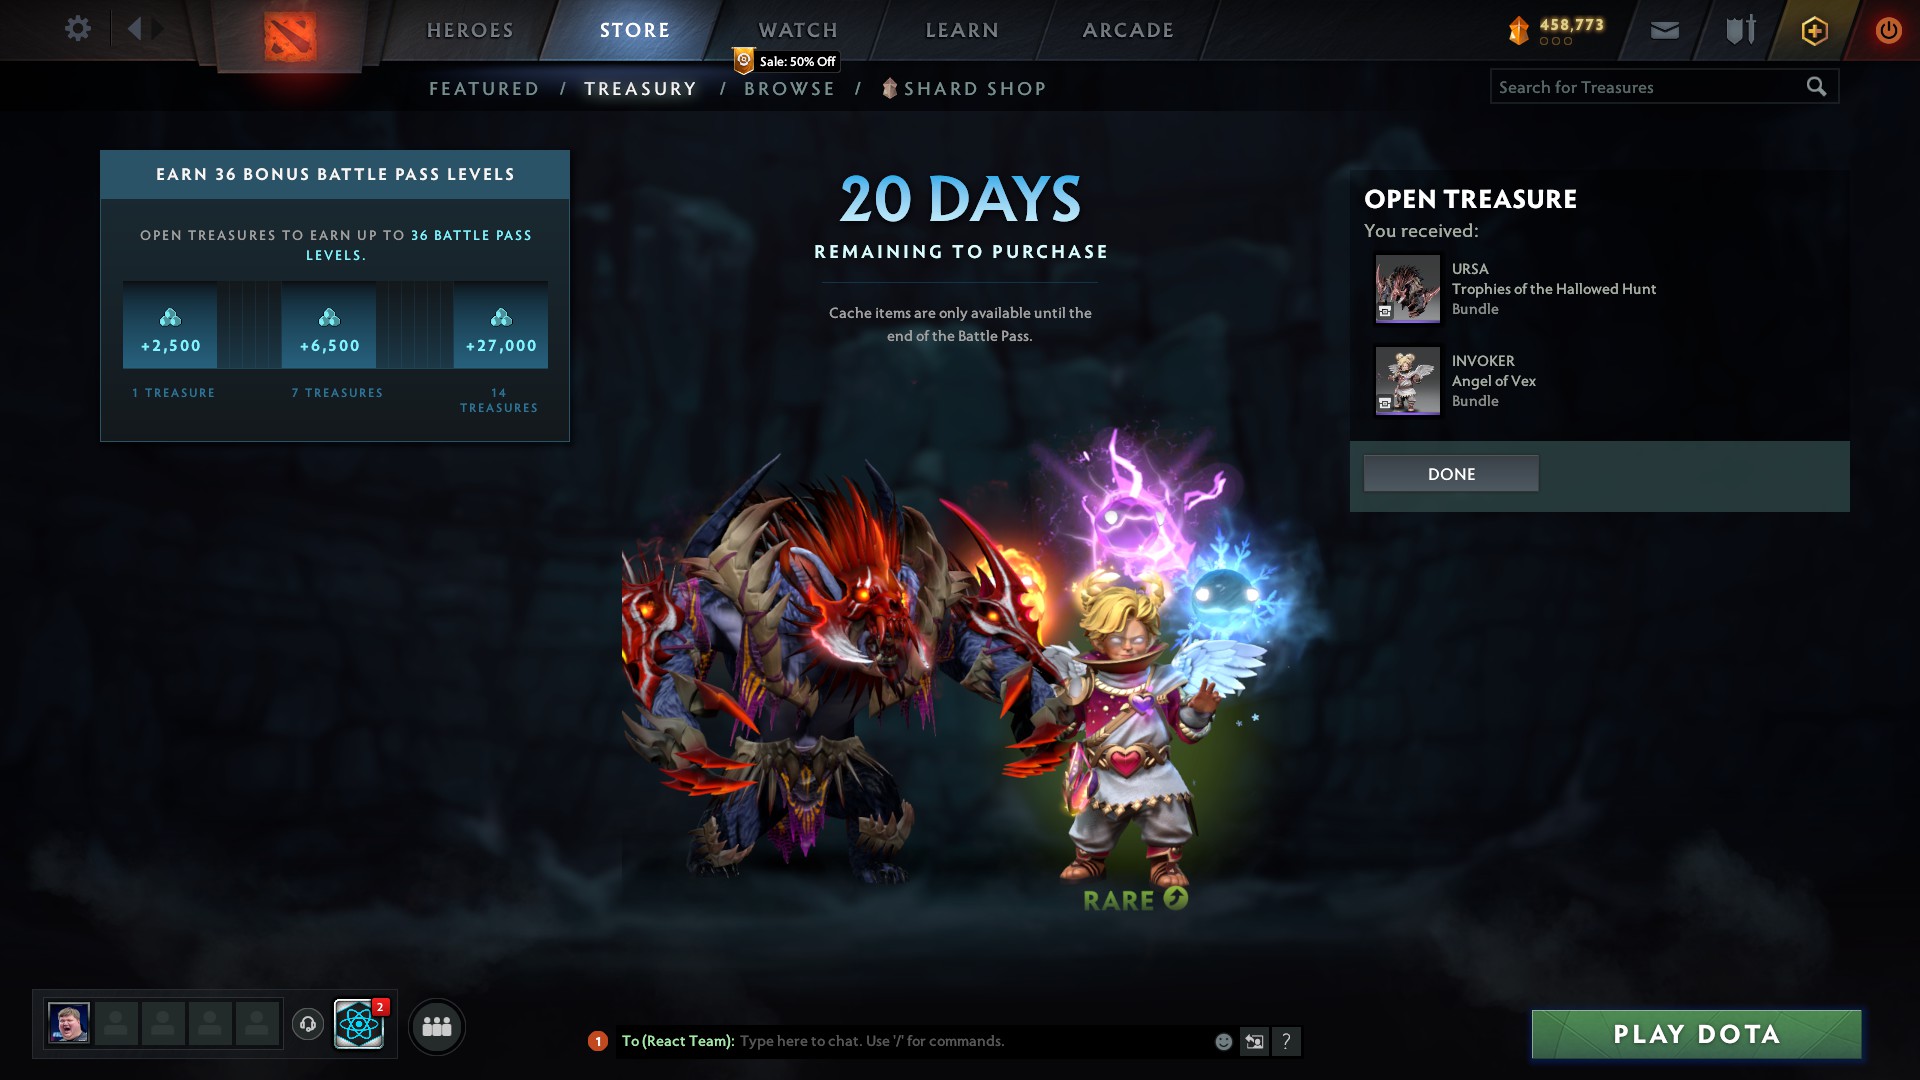 HEROES
STORE
WATCH
LEARN
ARCADE
458,773
Sale: 50% Off
FEATURED / TREASURY / BROWSE / SHARD SHOP
Search for Treasures
EARN 36 BONUS BATTLE PASS LEVELS
OPEN TREASURES TO EARN UP TO 36 BATTLE PASS
LEVELS.
+2,500
+6,500
+27,000
1 TREASURE
7 TREASURES
14
TREASURES
20 DAYS
REMAINING TO PURCHASE
Cache items are only available until the
end of the Battle Pass.
OPEN TREASURE
You received:
URSA
Trophies of the Hallowed Hunt
Bundle
INVOKER
Angel of Vex
Bundle
DONE
RARE
2
1
To (React Team): Type here to chat. Use '/' for commands.
?
PLAY DOTA